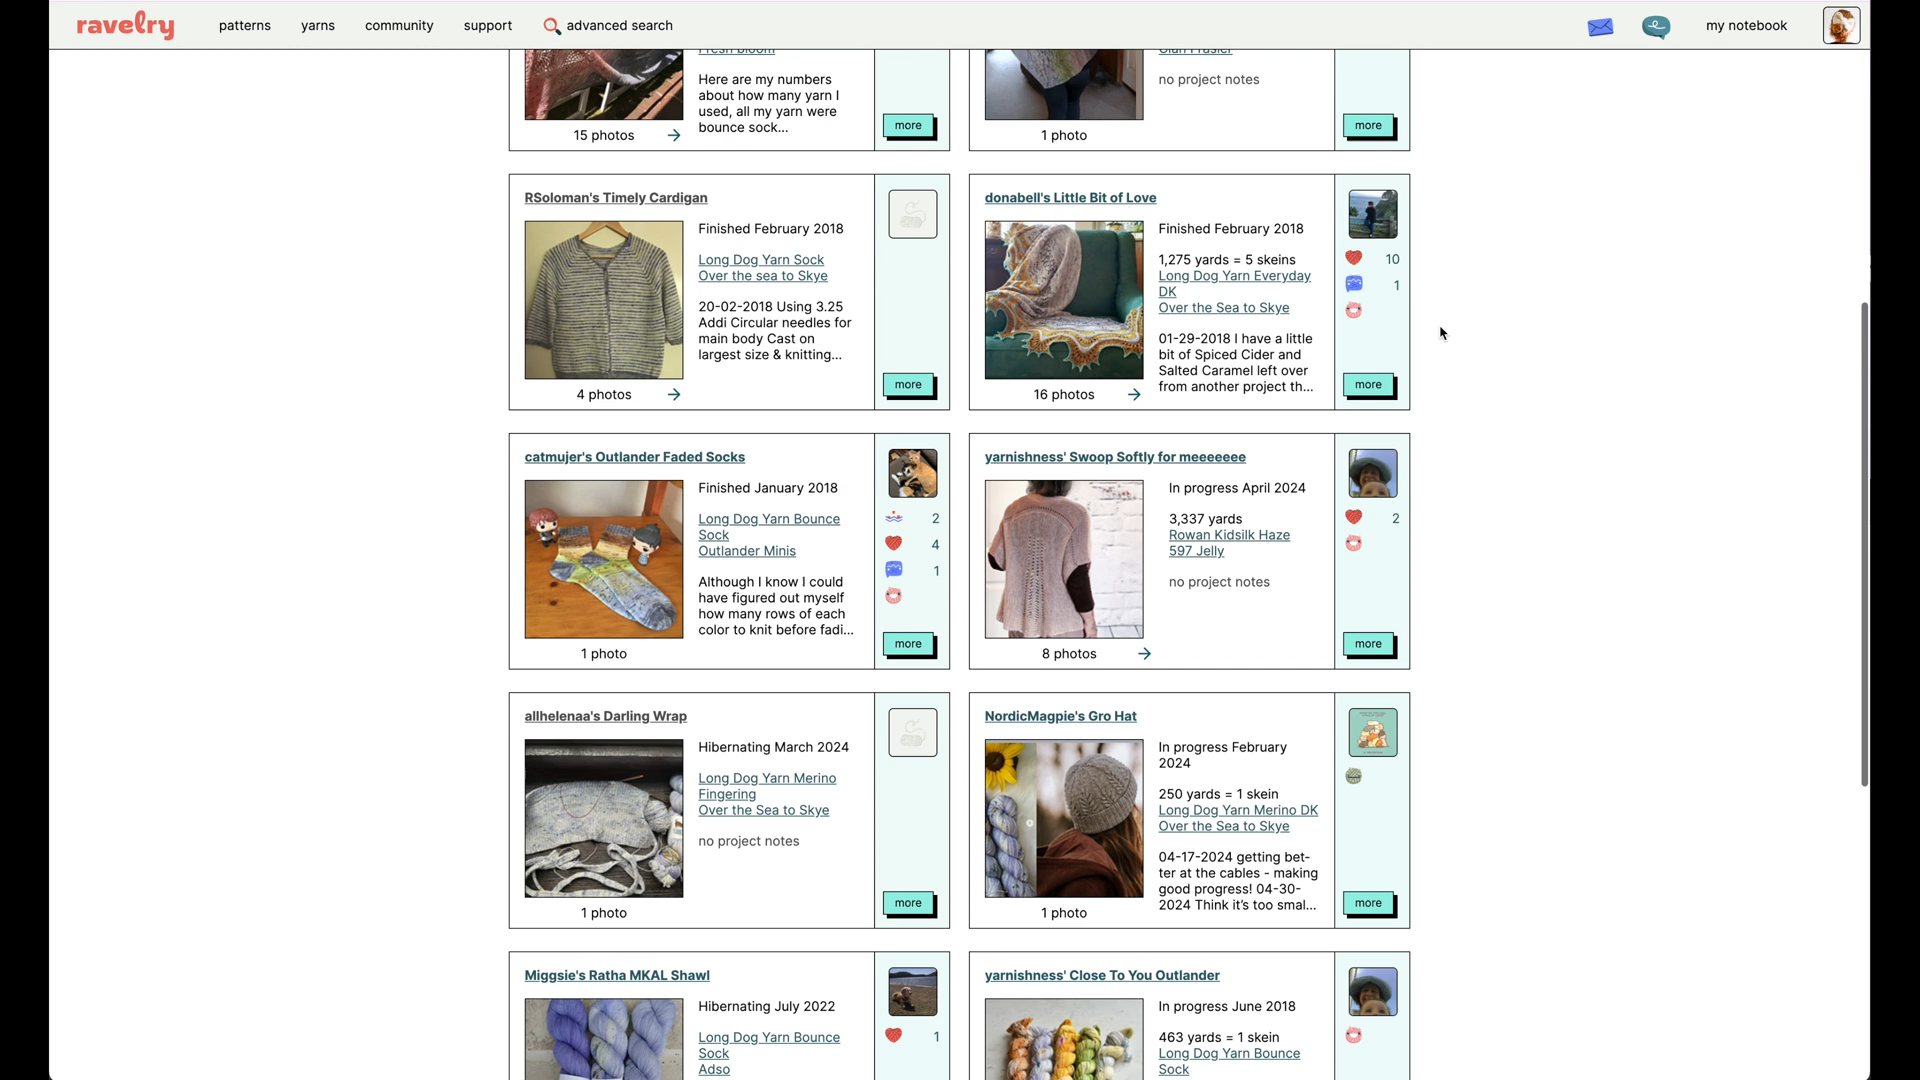 ravelry patterns yarns community support advanced search my notebook
Fresh bloom
Here are my numbers
about how many yarn I
used, all my yarn were
bounce sock...
15 photos
more
no project notes
1 photo
more
RSoloman's Timely Cardigan
Finished February 2018
Long Dog Yarn Sock
Over the sea to Skye
20-02-2018 Using 3.25
Addi Circular needles for
main body Cast on
largest size & knitting...
4 photos
more
donabell's Little Bit of Love
Finished February 2018
1,275 yards = 5 skeins
Long Dog Yarn Everyday
DK
Over the Sea to Skye
01-29-2018 I have a little
bit of Spiced Cider and
Salted Caramel left over
from another project th...
16 photos
10
1
more
catmujer's Outlander Faded Socks
Finished January 2018
Long Dog Yarn Bounce
Sock
Outlander Minis
Although I know I could
have figured out myself
how many rows of each
color to knit before fadi...
1 photo
2
4
1
more
yarnishness' Swoop Softly for meeeeeee
In progress April 2024
3,337 yards
Rowan Kidsilk Haze
597 Jelly
no project notes
8 photos
2
more
allhelenaa's Darling Wrap
Hibernating March 2024
Long Dog Yarn Merino
Fingering
Over the Sea to Skye
no project notes
1 photo
more
NordicMagpie's Gro Hat
In progress February
2024
250 yards = 1 skein
Long Dog Yarn Merino DK
Over the Sea to Skye
04-17-2024 getting bet-
ter at the cables - making
good progress! 04-30-
2024 Think it's too smal...
1 photo
more
Miggsie's Ratha MKAL Shawl
Hibernating July 2022
Long Dog Yarn Bounce
Sock
Adso
1
yarnishness' Close To You Outlander
In progress June 2018
463 yards = 1 skein
Long Dog Yarn Bounce
Sock